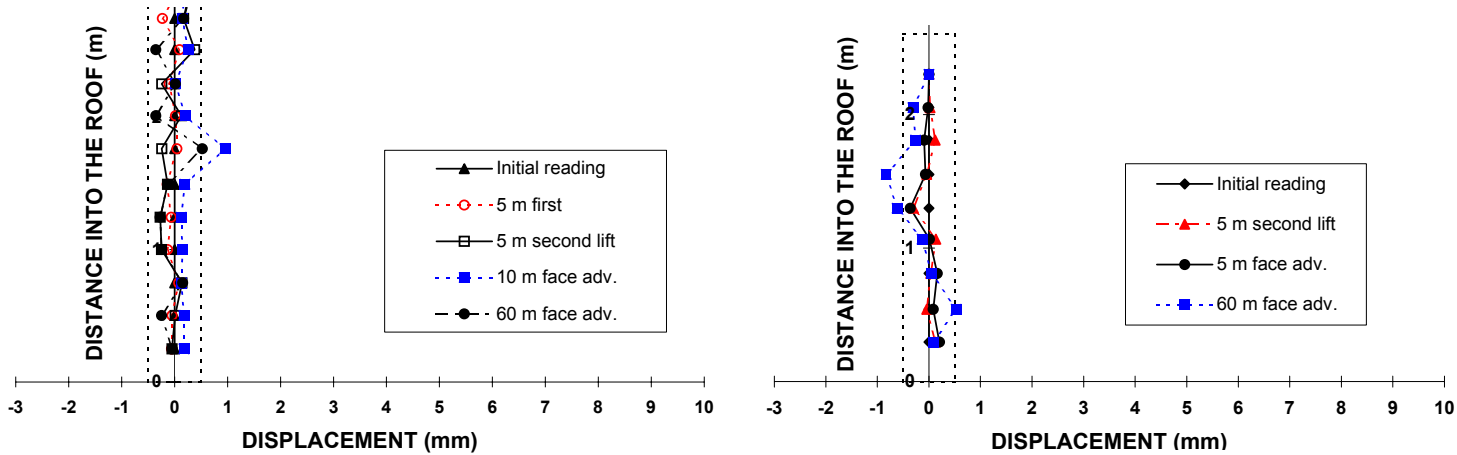 DISTANCE INTO THE ROOF (m)
Initial reading
5 m first
5 m second lift
10 m face adv.
60 m face adv.
0
-3 -2 -1 0 1 2 3 4 5 6 7 8 9 10
DISPLACEMENT (mm)
DISTANCE INTO THE ROOF (m)
2
1
0
Initial reading
5 m second lift
5 m face adv.
60 m face adv.
-3 -2 -1 0 1 2 3 4 5 6 7 8 9 10
DISPLACEMENT (mm)